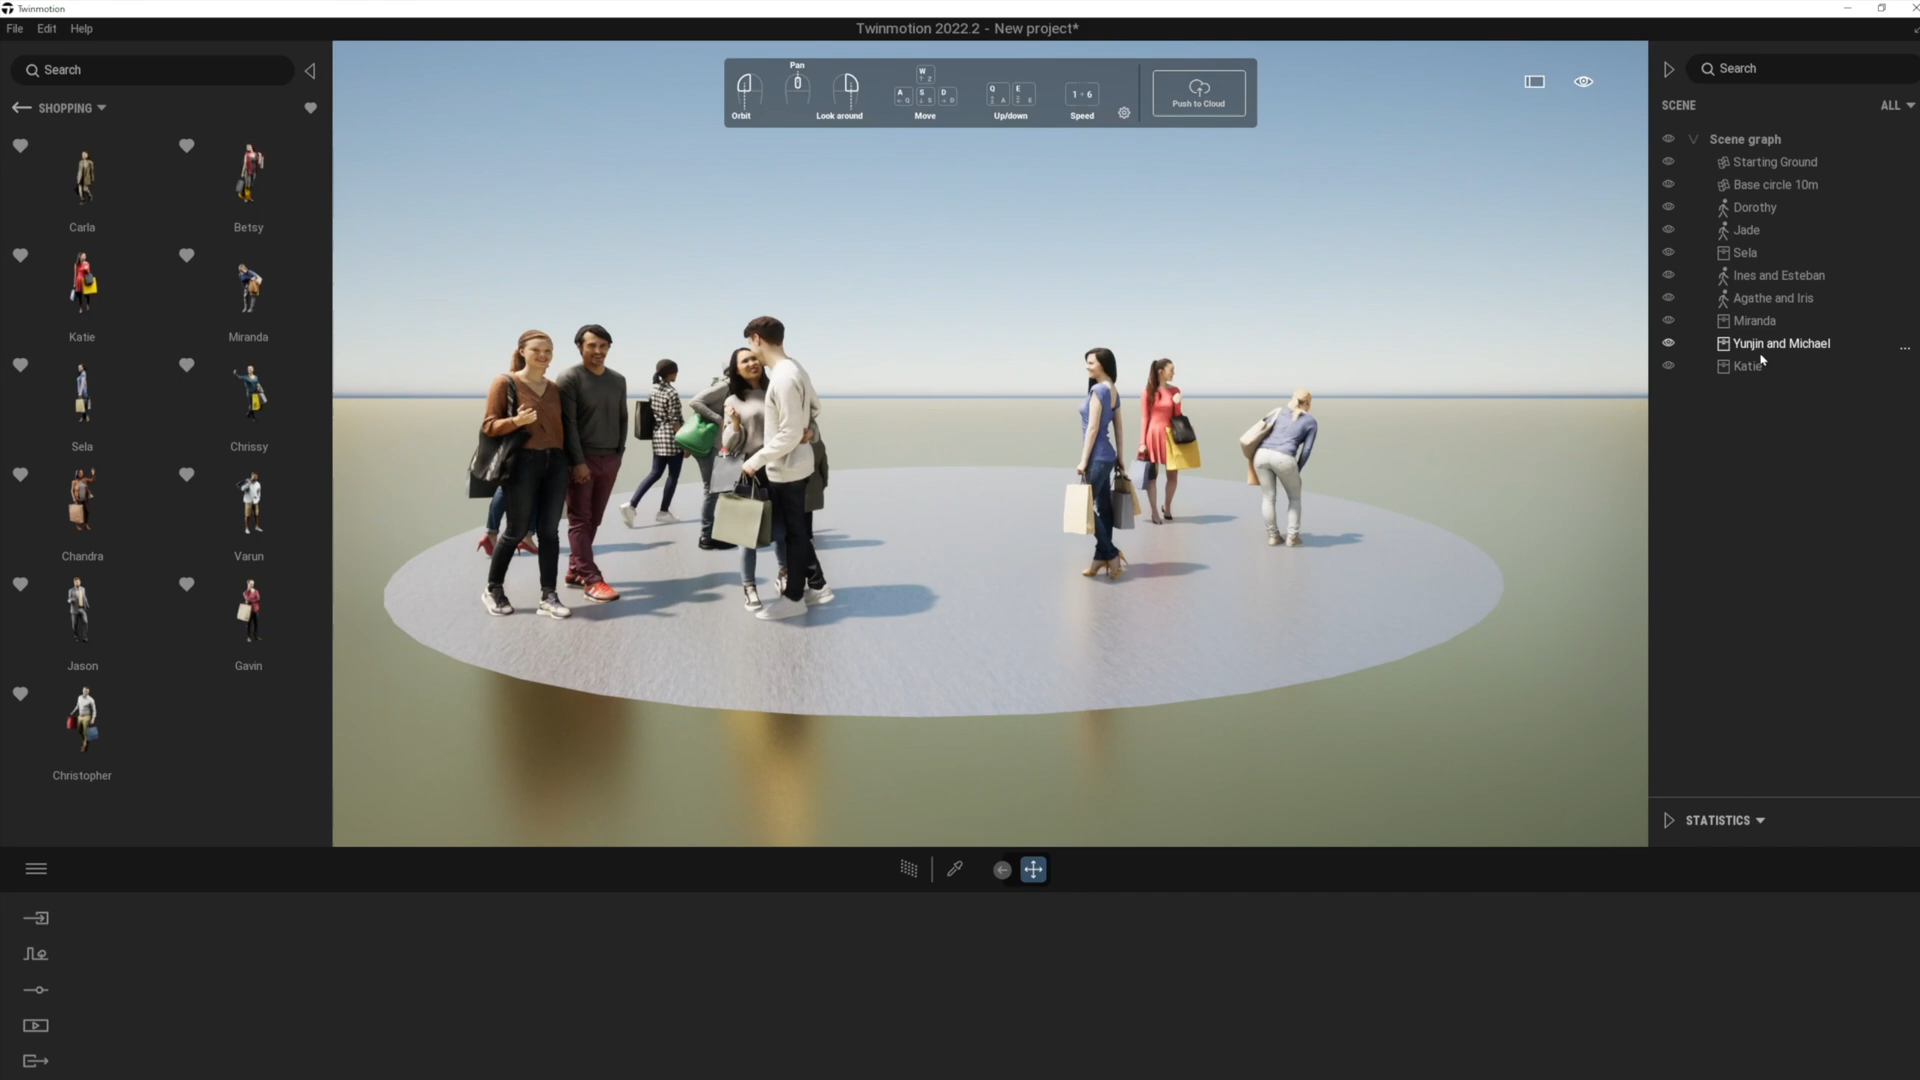 Twinmotion
File Edit Help
Twinmotion 2022.2 - New project*
Search
SHOPPING
Carla
Betsy
Katie
Miranda
Sela
Chrissy
Chandra
Varun
Jason
Gavin
Christopher
Pan
Orbit
Look around
W
A S D
Move
Q E
Up/down
1 - 6
Speed
Push to Cloud
Search
SCENE ALL
Scene graph
Starting Ground
Base circle 10m
Dorothy
Jade
Sela
Ines and Esteban
Agathe and Iris
Miranda
Yunjin and Michael ...
Katie
STATISTICS